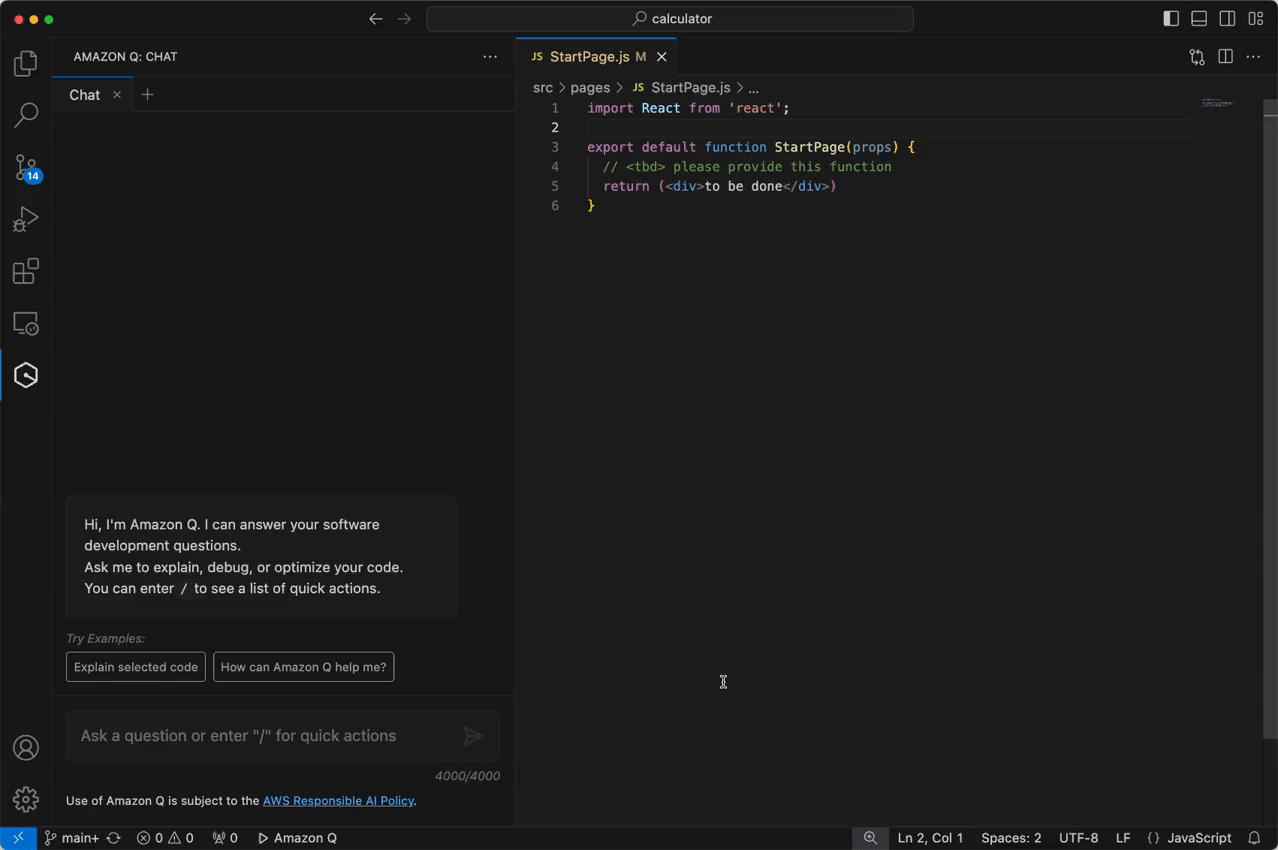 calculator
AMAZON Q: CHAT
Chat
14
Hi, I'm Amazon Q. I can answer your software
development questions.
Ask me to explain, debug, or optimize your code.
You can enter / to see a list of quick actions.
Try Examples:
Explain selected code
How can Amazon Q help me?
Ask a question or enter "/" for quick actions
4000/4000
Use of Amazon Q is subject to the AWS Responsible AI Policy.
JS StartPage.js M
src > pages > JS StartPage.js > ...
1 import React from 'react';
2
3 export default function StartPage(props) {
4 // <tbd> please provide this function
5 return (<div>to be done</div>)
6 }
main+ 0 0 0 Amazon Q Ln 2, Col 1 Spaces: 2 UTF-8 LF {} JavaScript